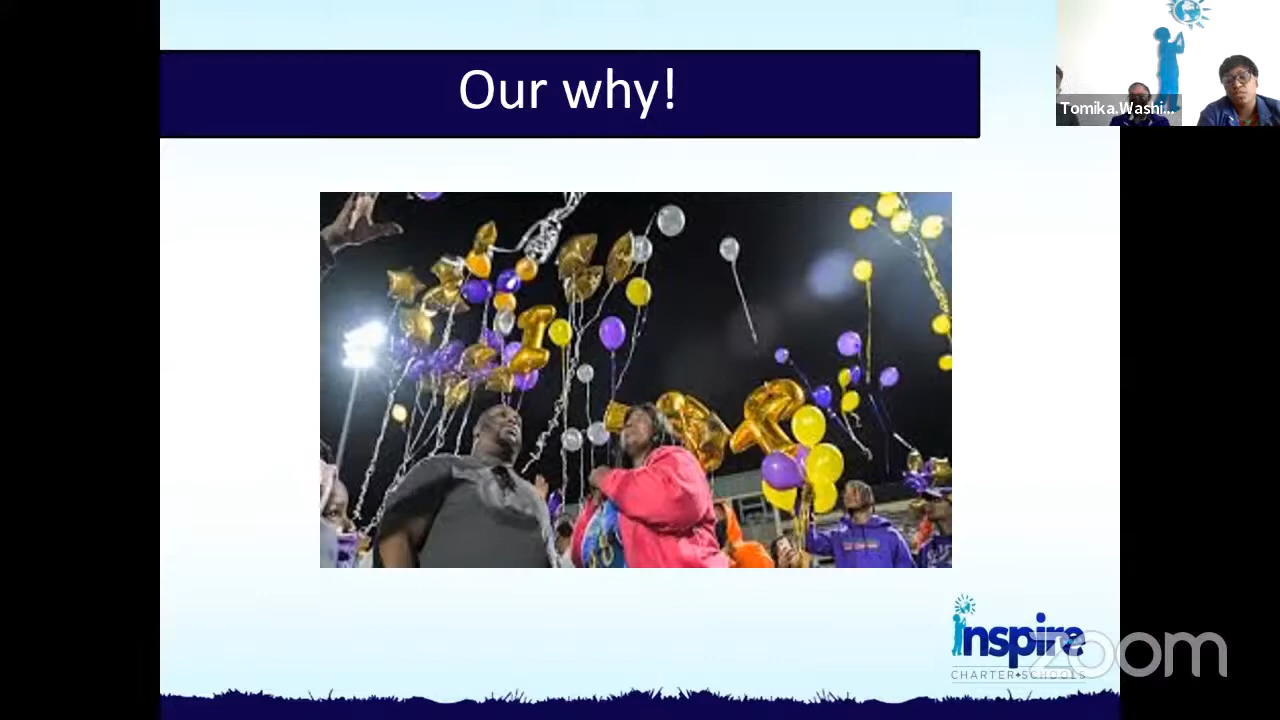 Our why!
Tomika.Washi...
inspire
CHARTER SCHOOLS
zoom